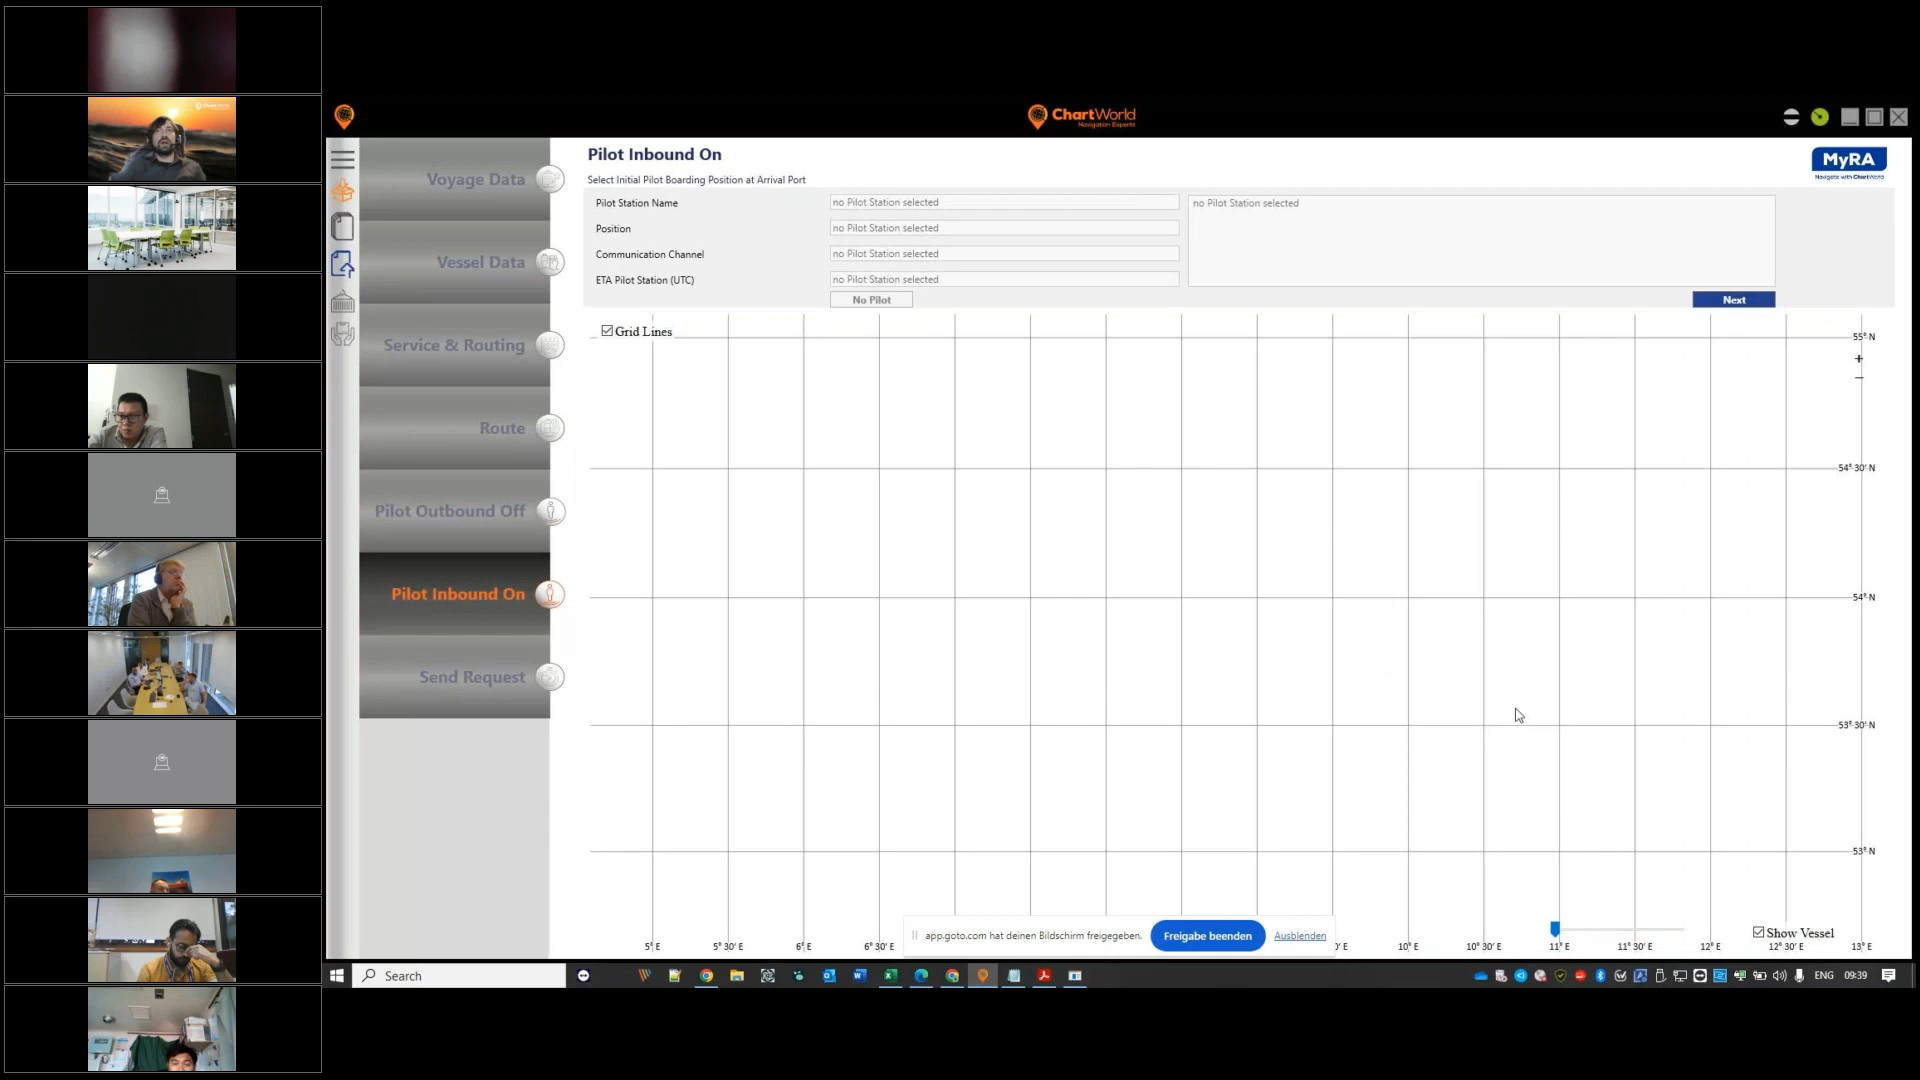 ChartWorld
ChartWorld
Navigation Experts
Pilot Inbound On
MyRA
Navigate with ChartWorld
Select Initial Pilot Boarding Position at Arrival Port
Voyage Data
Vessel Data
Service & Routing
Route
Pilot Outbound Off
Pilot Inbound On
Send Request
Pilot Station Name
no Pilot Station selected
no Pilot Station selected
Position
no Pilot Station selected
Communication Channel
no Pilot Station selected
ETA Pilot Station (UTC)
no Pilot Station selected
No Pilot
Next
Grid Lines
55° N
+
−
54° 30' N
54° N
53° 30' N
53° N
app.goto.com hat deinen Bildschirm freigegeben.
Freigabe beenden
Ausblenden
Show Vessel
5° E
5° 30' E
6° E
6° 30' E
' E
10° E
10° 30' E
11° E
11° 30' E
12° E
12° 30' E
13° E
Search
ENG
09:39